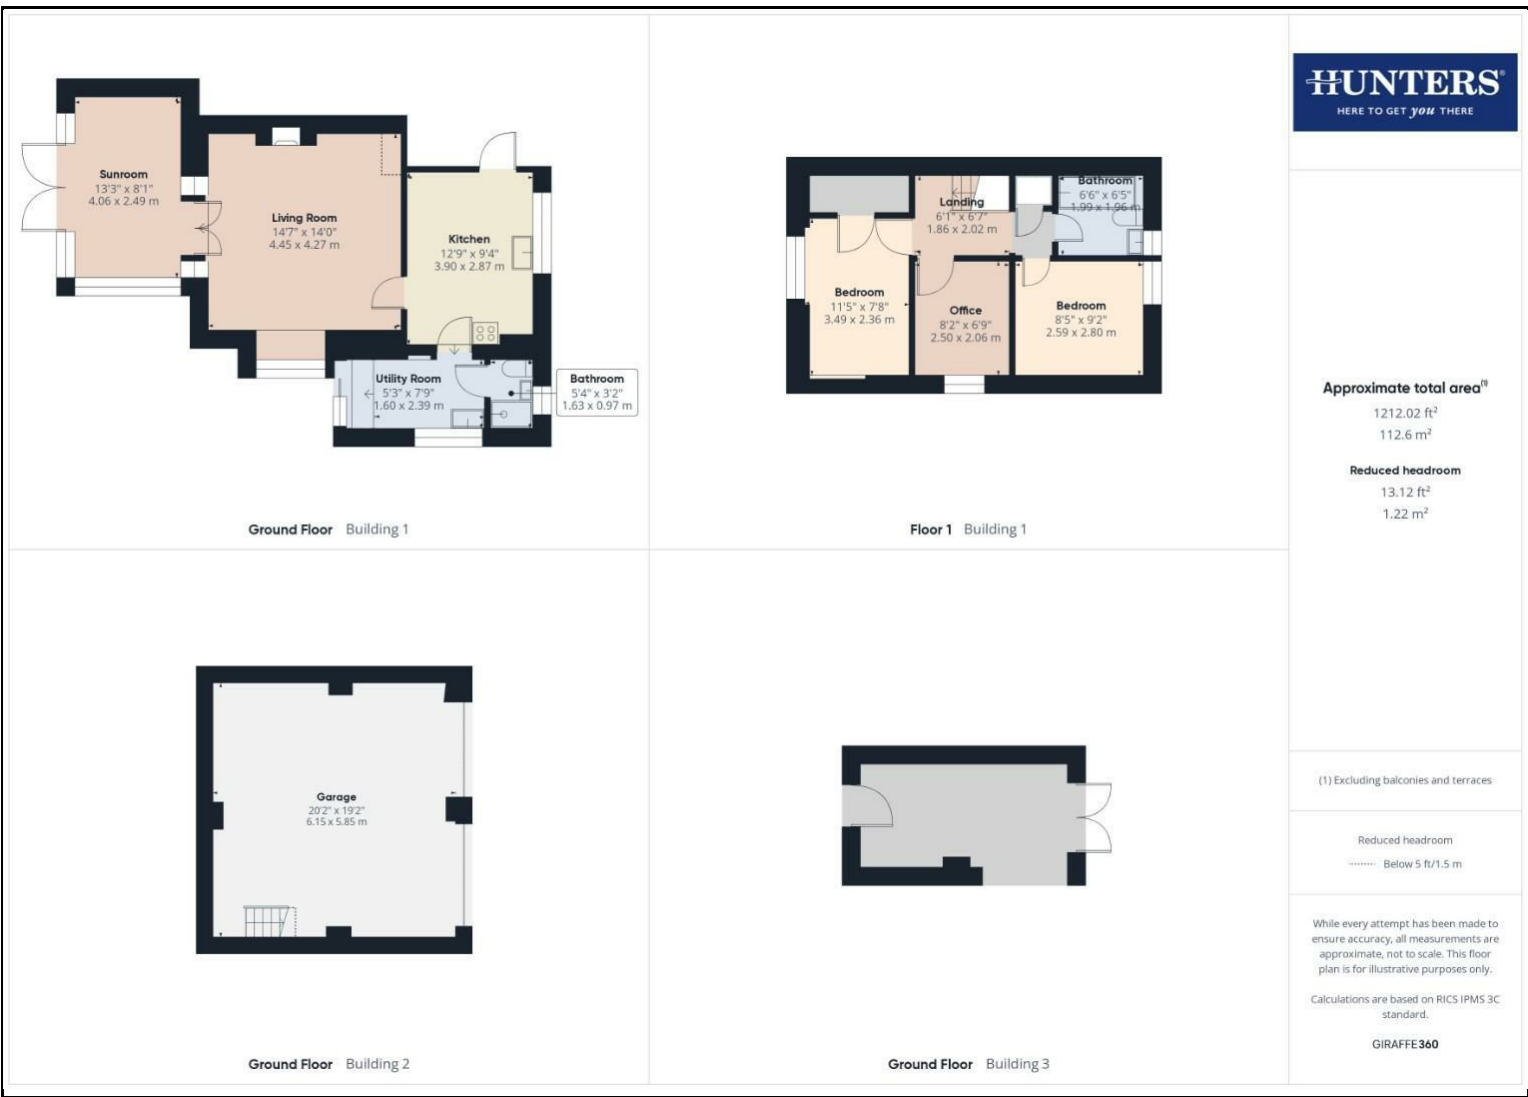 Sunroom
13'3" x 8'1"
4.06 x 2.49 m
Living Room
14'7" x 14'0"
4.45 x 4.27 m
Kitchen
12'9" x 9'4"
3.90 x 2.87 m
Utility Room
5'3" x 7'9"
1.60 x 2.39 m
Bathroom
5'4" x 3'2"
1.63 x 0.97 m
Ground Floor Building 1
Landing
6'1" x 6'7"
1.86 x 2.02 m
Bathroom
6'6" x 6'5"
1.99 x 1.96 m
Bedroom
11'5" x 7'8"
3.49 x 2.36 m
Office
8'2" x 6'9"
2.50 x 2.06 m
Bedroom
8'5" x 9'2"
2.59 x 2.80 m
Floor 1 Building 1
Garage
20'2" x 19'2"
6.15 x 5.85 m
Ground Floor Building 2
Ground Floor Building 3
HUNTERS®
HERE TO GET you THERE
Approximate total area(1)
1212.02 ft²
112.6 m²
Reduced headroom
13.12 ft²
1.22 m²
(1) Excluding balconies and terraces
Reduced headroom
Below 5 ft/1.5 m
While every attempt has been made to
ensure accuracy, all measurements are
approximate, not to scale. This floor
plan is for illustrative purposes only.
Calculations are based on RICS IPMS 3C
standard.
GIRAFFE360